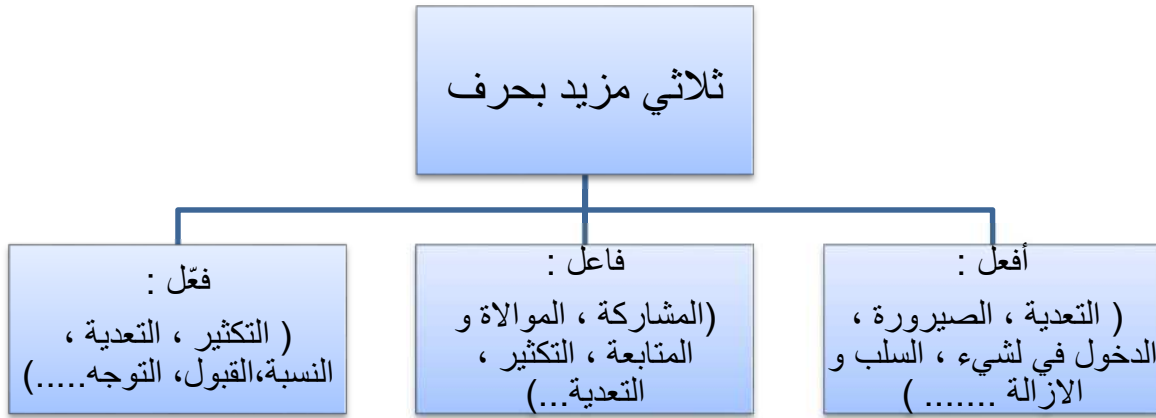 ثلاثي مزيد بحرف
أفعل :
( التعدية ، الصيرورة ،
الدخول في لشيء ، السلب و
الازالة ....... )
فاعل :
(المشاركة ، الموالاة و
المتابعة ، التكثير ،
التعدية...)
فعّل :
( التكثير ، التعدية ،
النسبة،القبول، التوجه.....)